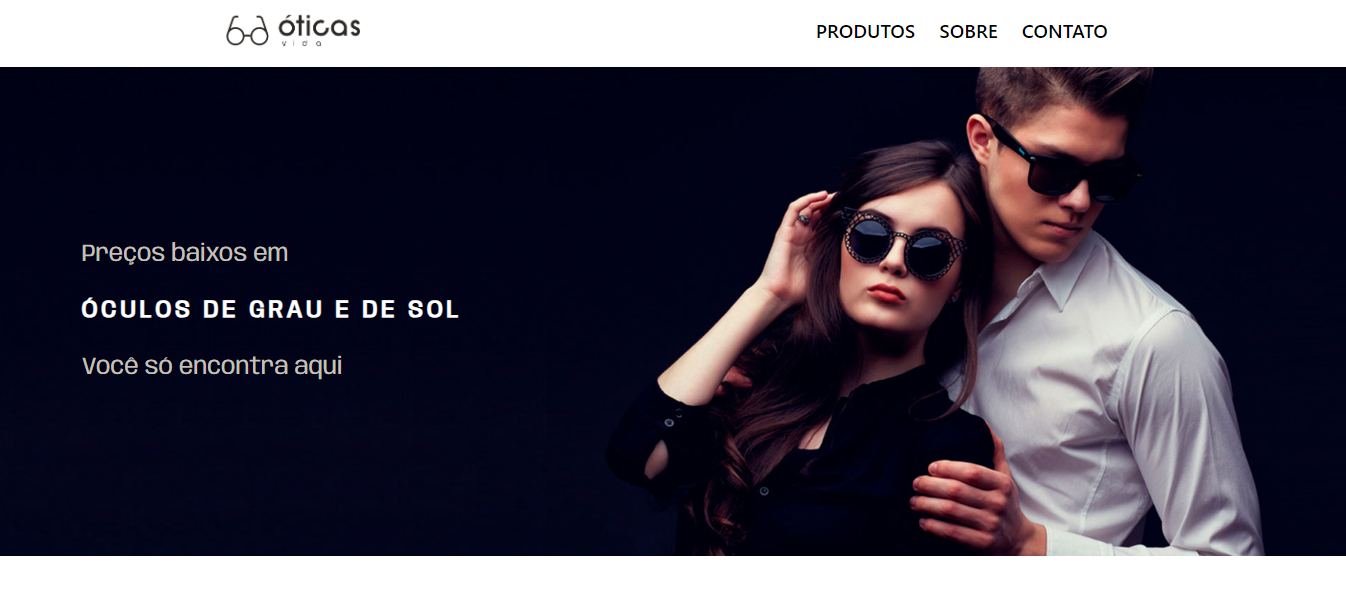 óticas
vida
PRODUTOS SOBRE CONTATO
Preços baixos em
ÓCULOS DE GRAU E DE SOL
Você só encontra aqui